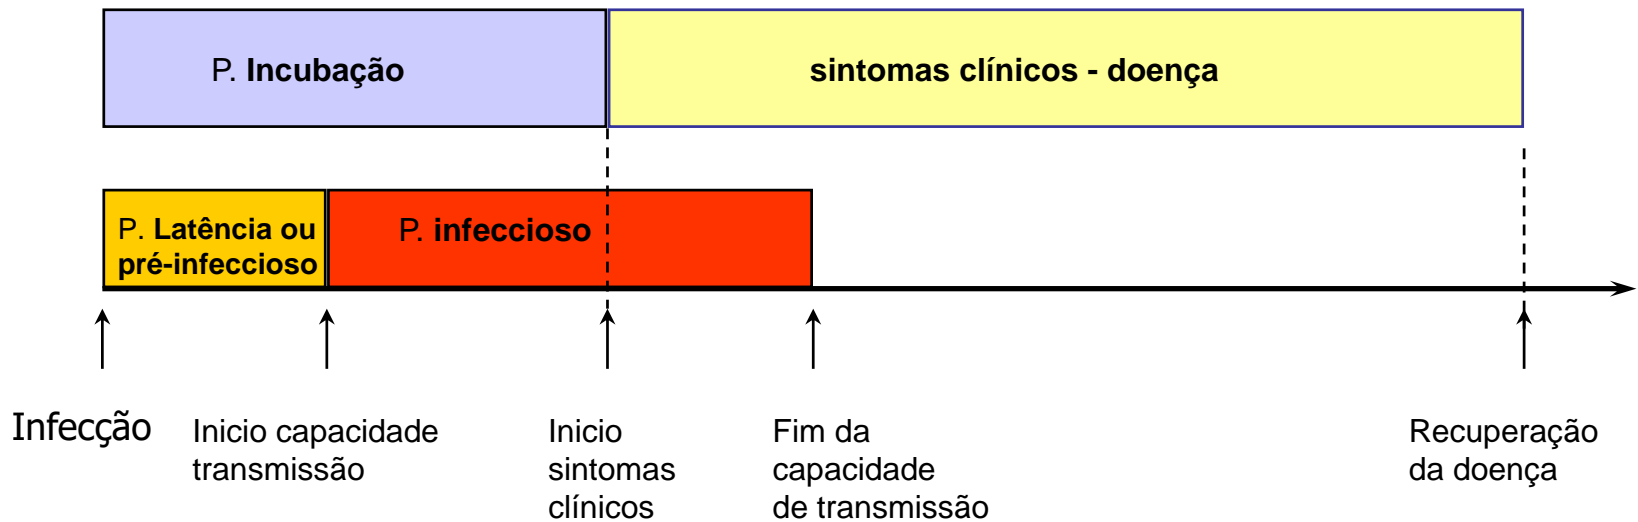 P. Incubação
sintomas clínicos - doença
P. Latência ou
pré-infeccioso
P. infeccioso
Infecção
Inicio capacidade
transmissão
Inicio
sintomas
clínicos
Fim da
capacidade
de transmissão
Recuperação
da doença